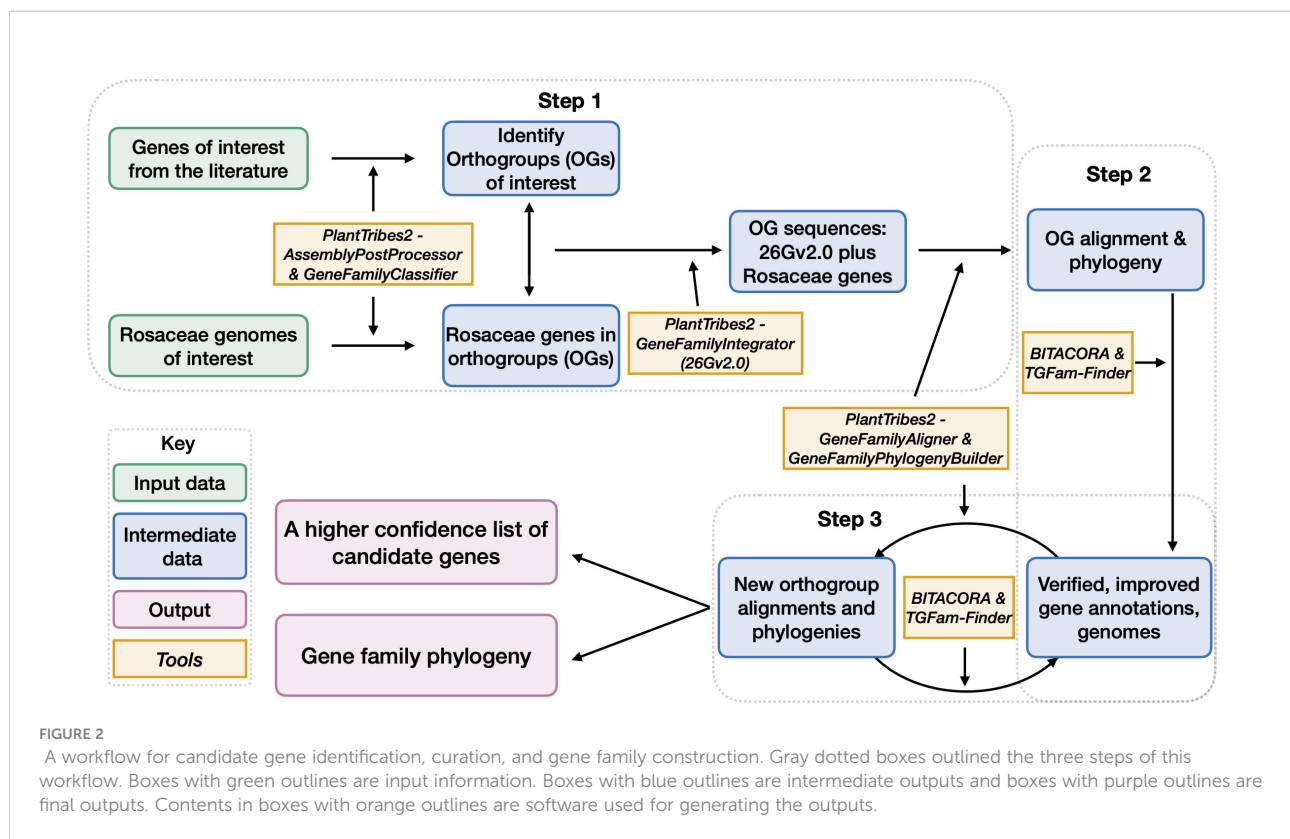 Step 1
Genes of interest
from the literature
Identify
Orthogroups (OGs)
of interest
PlantTribes2 -
AssemblyPostProcessor
& GeneFamilyClassifier
Rosaceae genomes
of interest
Rosaceae genes in
orthogroups (OGs)
OG sequences:
26Gv2.0 plus
Rosaceae genes
PlantTribes2 -
GeneFamilyIntegrator
(26Gv2.0)
Step 2
OG alignment &
phylogeny
BITACORA &
TGFam-Finder
PlantTribes2 -
GeneFamilyAligner &
GeneFamilyPhylogenyBuilder
Key
Input data
Intermediate
data
Output
Tools
A higher confidence list of
candidate genes
Gene family phylogeny
Step 3
New orthogroup
alignments and
phylogenies
BITACORA &
TGFam-Finder
Verified, improved
gene annotations,
genomes
FIGURE 2
A workflow for candidate gene identification, curation, and gene family construction. Gray dotted boxes outlined the three steps of this
workflow. Boxes with green outlines are input information. Boxes with blue outlines are intermediate outputs and boxes with purple outlines are
final outputs. Contents in boxes with orange outlines are software used for generating the outputs.